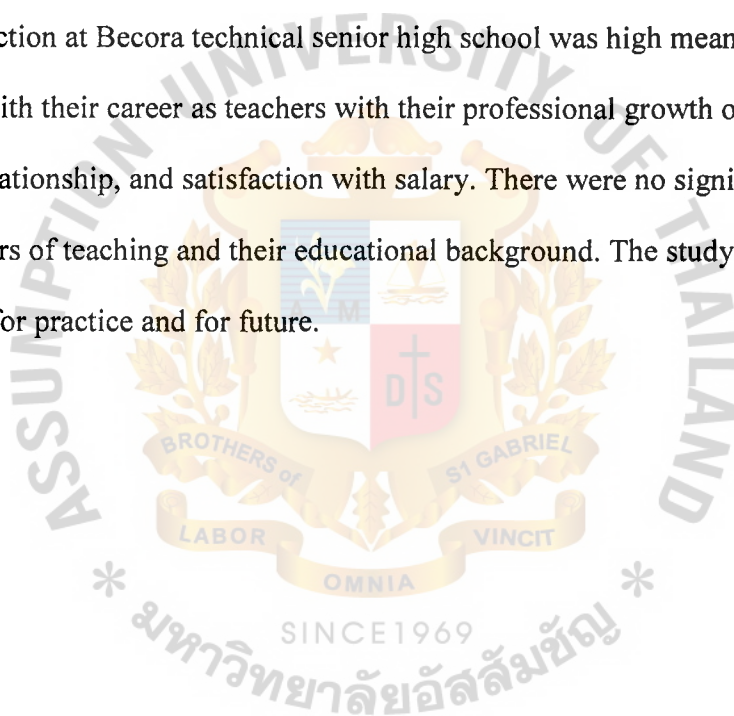 ction at Becora technical senior high school was high mean
ith their career as teachers with their professional growth o
ationship, and satisfaction with salary. There were no signi
rs of teaching and their educational background. The study
for practice and for future.
ASSUMPTION UNIVERSITY OF THAILAND
A M
D S
BROTHERS of
St GABRIEL
LABOR
VINCIT
OMNIA
SINCE1969
* มหาวิทยาลัยอัสสัมชัญ *